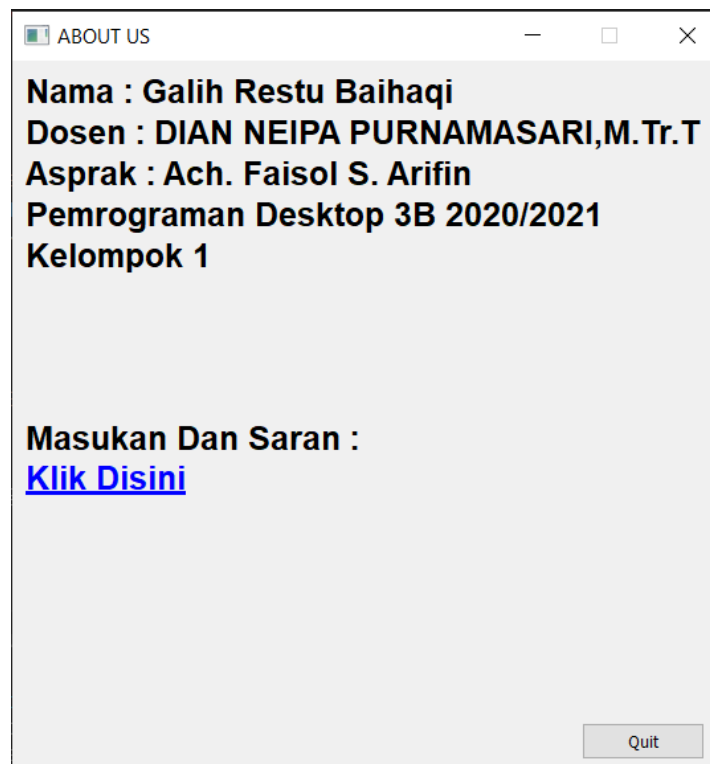 ABOUT US
Nama : Galih Restu Baihaqi
Dosen : DIAN NEIPA PURNAMASARI,M.Tr.T
Asprak : Ach. Faisol S. Arifin
Pemrograman Desktop 3B 2020/2021
Kelompok 1
Masukan Dan Saran :
Klik Disini
Quit